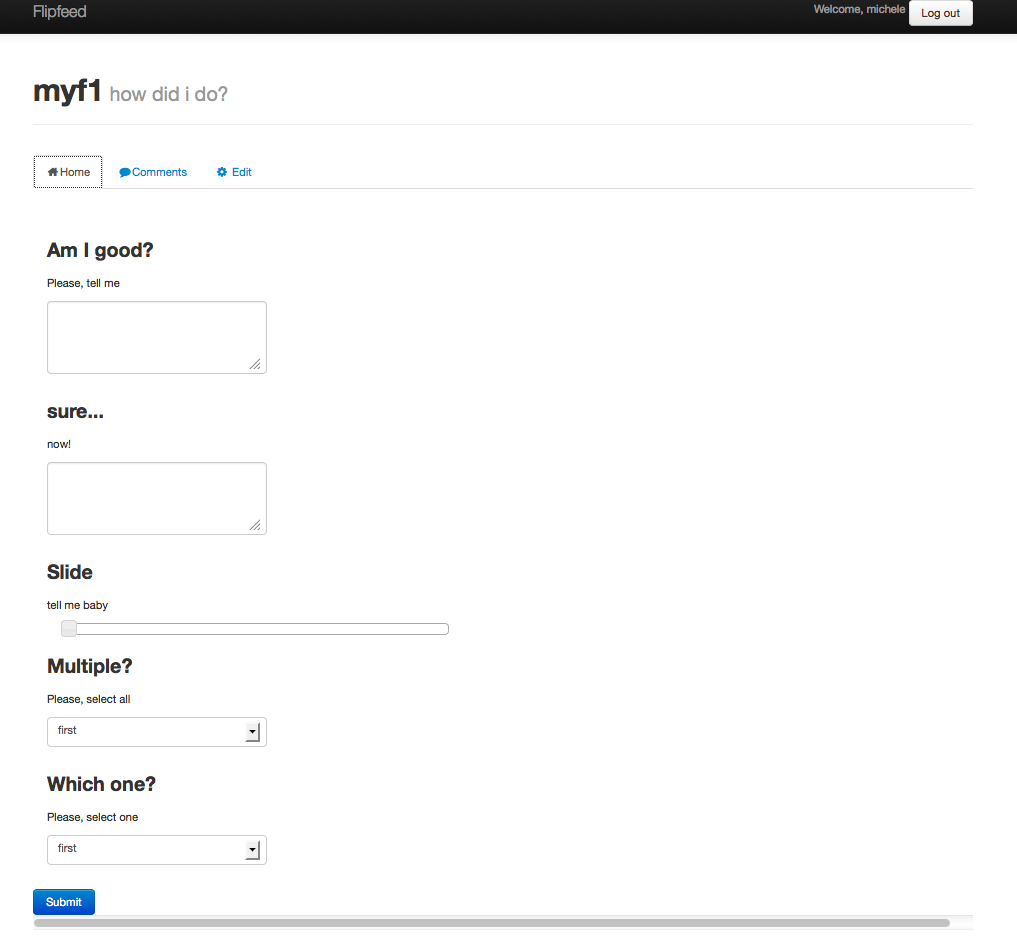 Flipfeed
Welcome, michele Log out
myf1 how did i do?
Home Comments Edit
Am I good?
Please, tell me
sure...
now!
Slide
tell me baby
Multiple?
Please, select all
first
Which one?
Please, select one
first
Submit